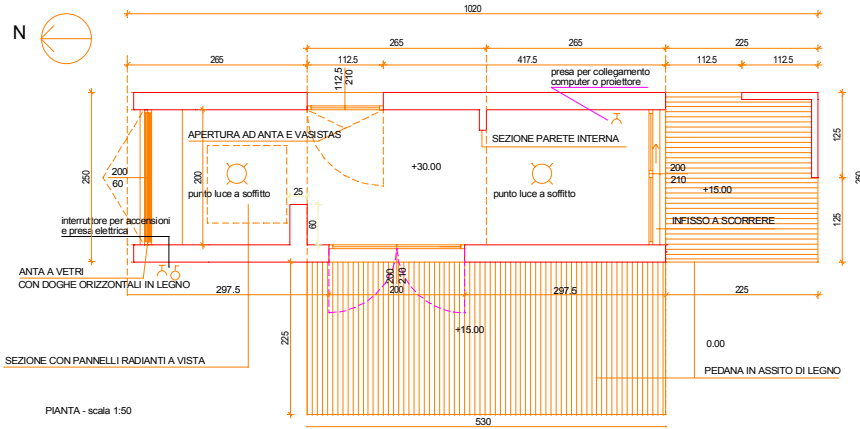 1020
N
265
265
225
265
112.5
417.5
112.5
112.5
presa per collegamento
computer o proiettore
112,5
210
APERTURA AD ANTA E VASISTAS
SEZIONE PARETE INTERNA
125
250
200
60
200
+30.00
200
210
250
+15.00
punto luce a soffitto
25
punto luce a soffitto
interruttore per accensioni
e presa elettrica
60
INFISSO A SCORRERE
125
ANTA A VETRI
CON DOGHE ORIZZONTALI IN LEGNO
200
210
297.5
200
297.5
225
225
+15.00
0.00
SEZIONE CON PANNELLI RADIANTI A VISTA
PEDANA IN ASSITO DI LEGNO
PIANTA - scala 1:50
530